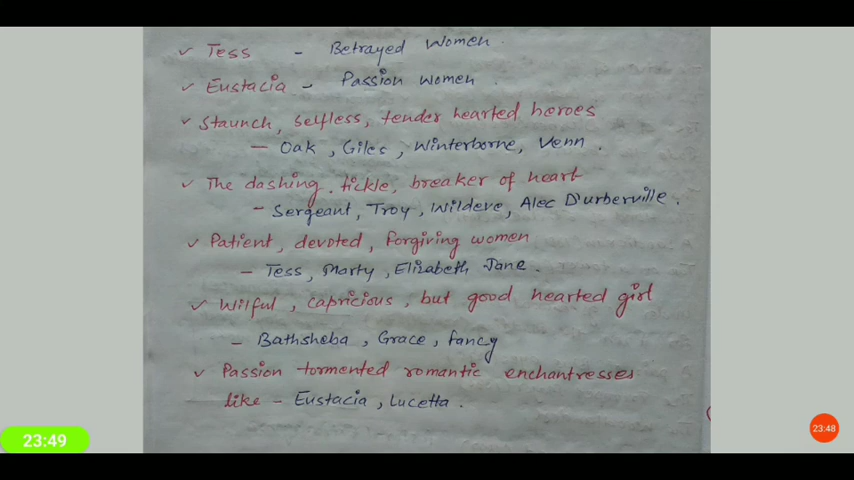 ✓ Tess - Betrayed Women.
✓ Eustacia - Passion Women.
✓ Staunch, selfless, tender hearted heroes
- Oak, Giles, Winterborne, Venn.
✓ The dashing, tickle, breaker of heart
- Sergeant, Troy, Wildeve, Alec D'urberville.
✓ Patient, devoted, forgiving women
- Tess, Marty, Elizabeth Jane.
✓ Wilful, capricious, but good hearted girl
- Bathsheba, Grace, fancy
✓ Passion tormented romantic enchantresses
like - Eustacia, Lucetta.
23:49
23:48